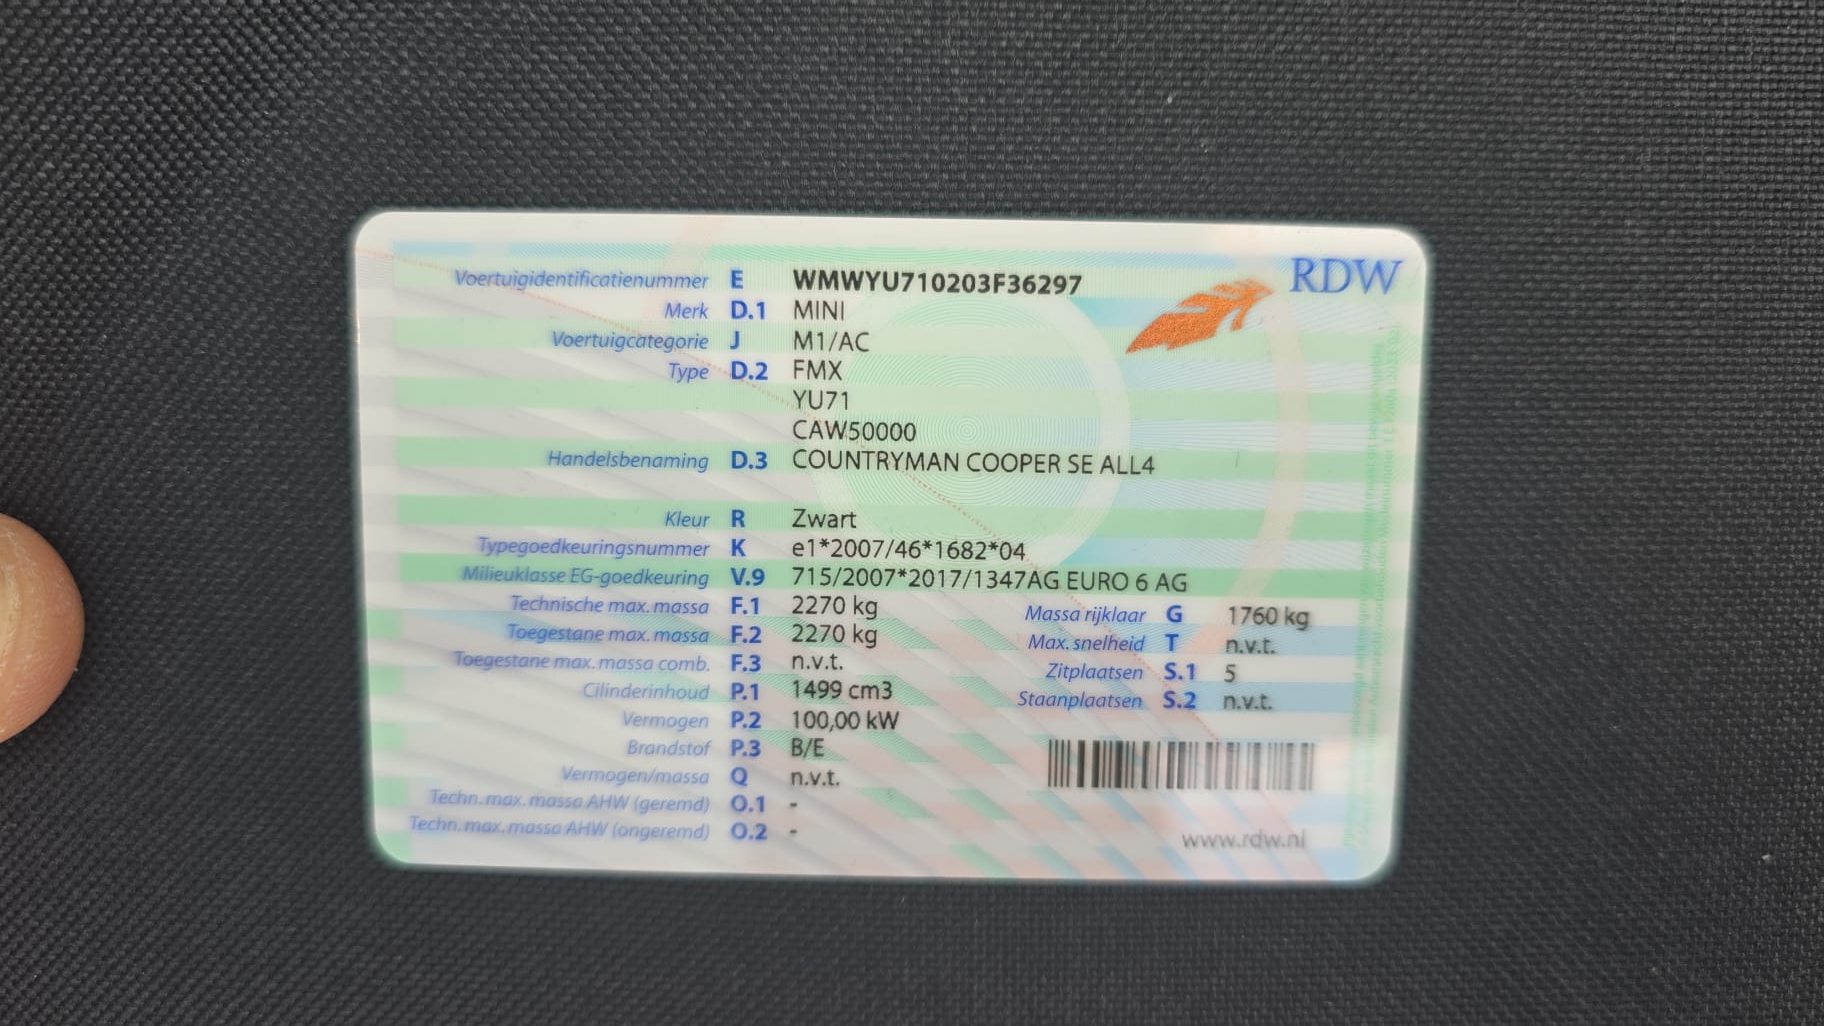 RDW
Voertuigidentificatienummer E WMWYU710203F36297
Merk D.1 MINI
Voertuigcategorie J M1/AC
Type D.2 FMX
YU71
CAW50000
Handelsbenaming D.3 COUNTRYMAN COOPER SE ALL4
Kleur R Zwart
Typegoedkeuringsnummer K e1*2007/46*1682*04
Milieuklasse EG-goedkeuring V.9 715/2007*2017/1347AG EURO 6 AG
Technische max. massa F.1 2270 kg
Massa rijklaar G 1760 kg
Toegestane max. massa F.2 2270 kg
Max. snelheid T n.v.t.
Toegestane max. massa comb. F.3 n.v.t.
Zitplaatsen S.1 5
Cilinderinhoud P.1 1499 cm3
Staanplaatsen S.2 n.v.t.
Vermogen P.2 100,00 kW
Brandstof P.3 B/E
Vermogen/massa Q n.v.t.
Techn. max. massa AHW (geremd) O.1 -
Techn. max. massa AHW (ongeremd) O.2 -
www.rdw.nl